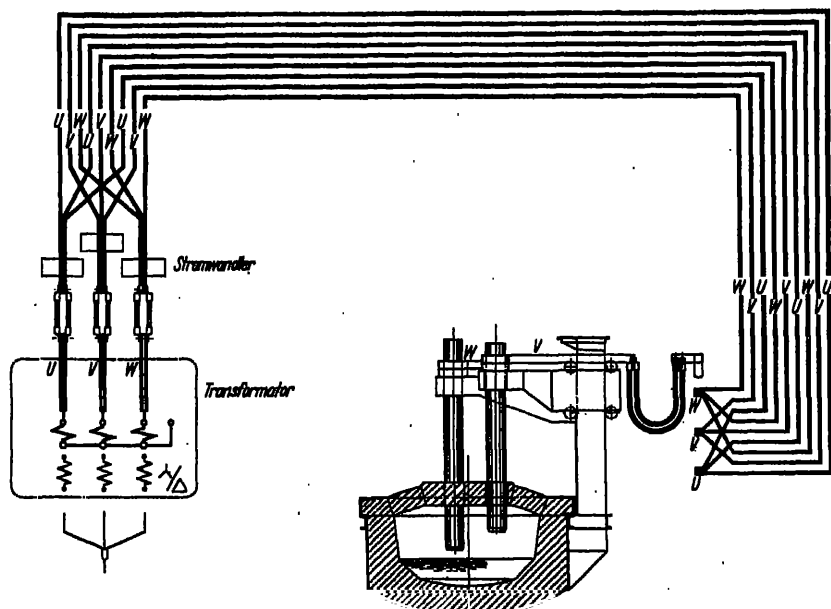 U W V U W
V U W V
Stromwandler
W U V W U
V W U V
U V W
Transformator
W V
W
V
U